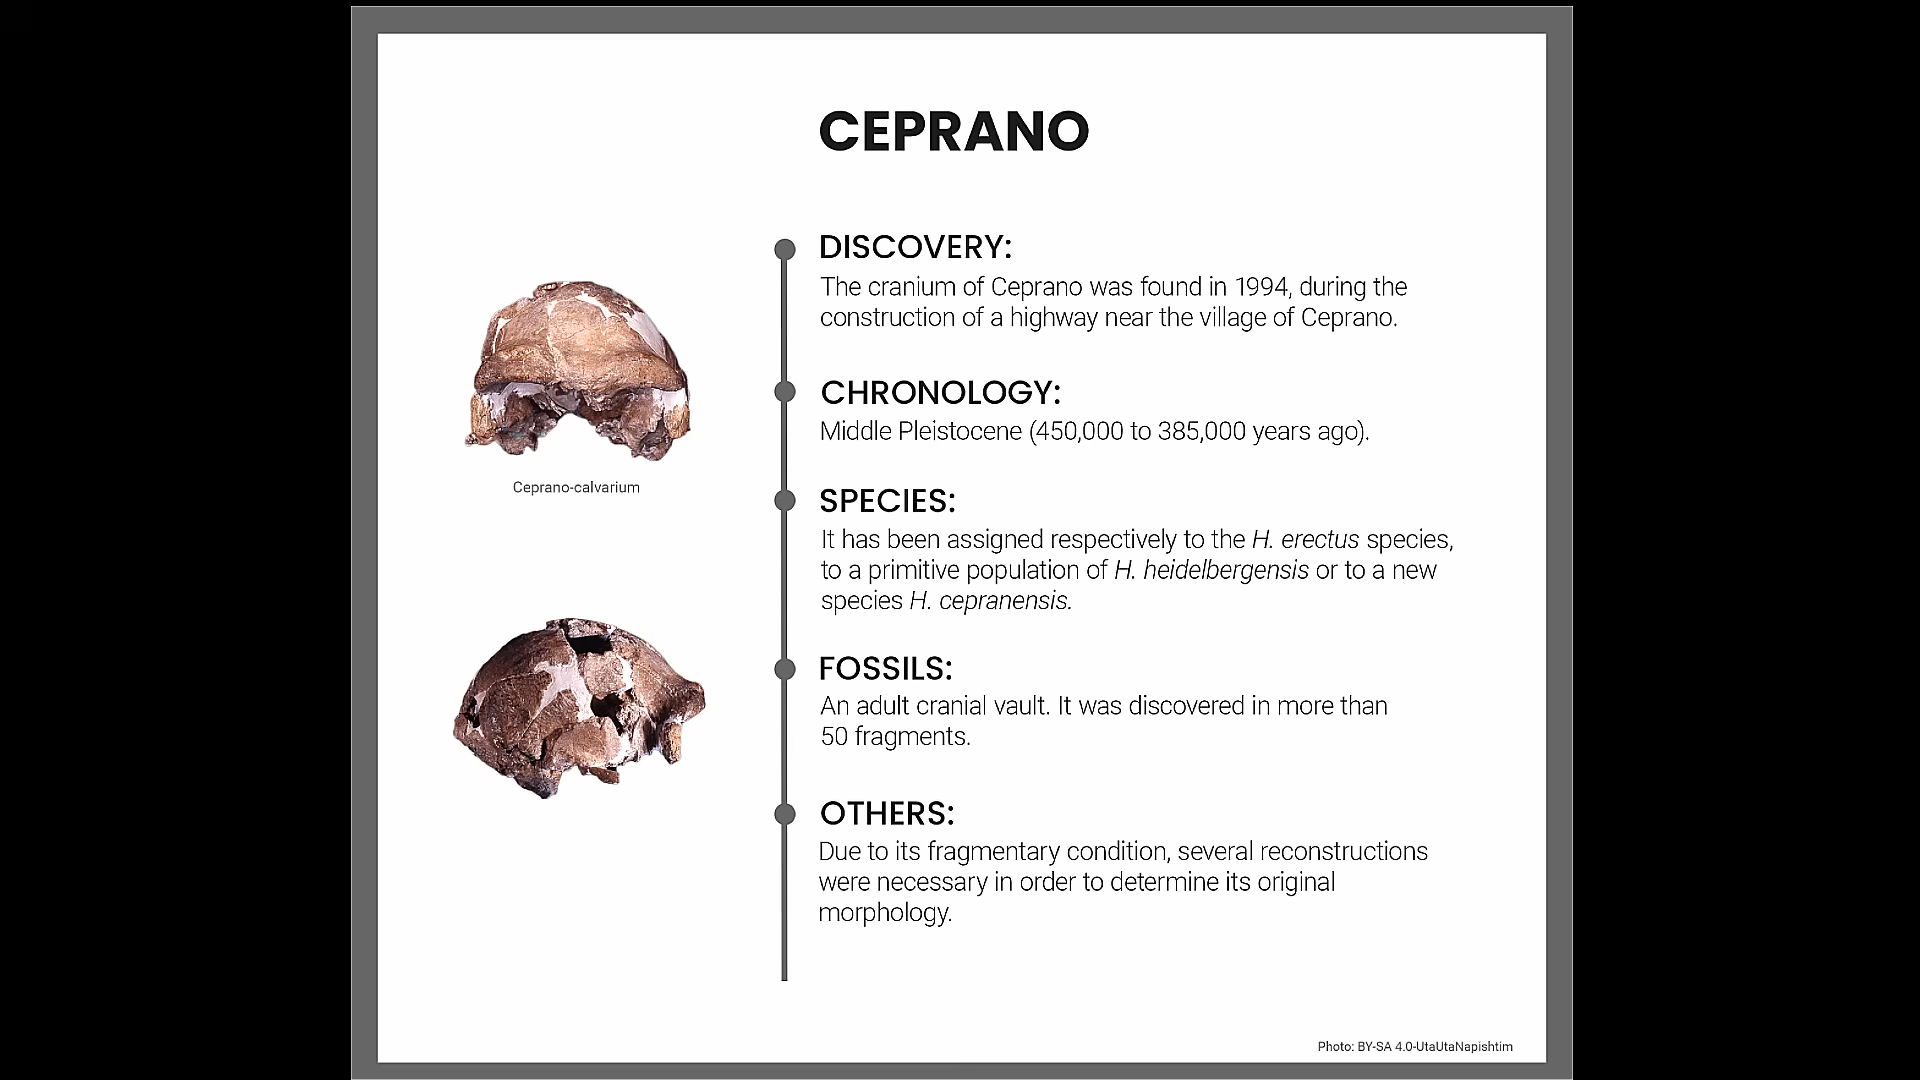 CEPRANO
DISCOVERY:
The cranium of Ceprano was found in 1994, during the
construction of a highway near the village of Ceprano.
CHRONOLOGY:
Middle Pleistocene (450,000 to 385,000 years ago).
Ceprano-calvarium
SPECIES:
It has been assigned respectively to the H. erectus species,
to a primitive population of H. heidelbergensis or to a new
species H. cepranensis.
FOSSILS:
An adult cranial vault. It was discovered in more than
50 fragments.
OTHERS:
Due to its fragmentary condition, several reconstructions
were necessary in order to determine its original
morphology.
Photo: BY-SA 4.0-UtaUtaNapishtim